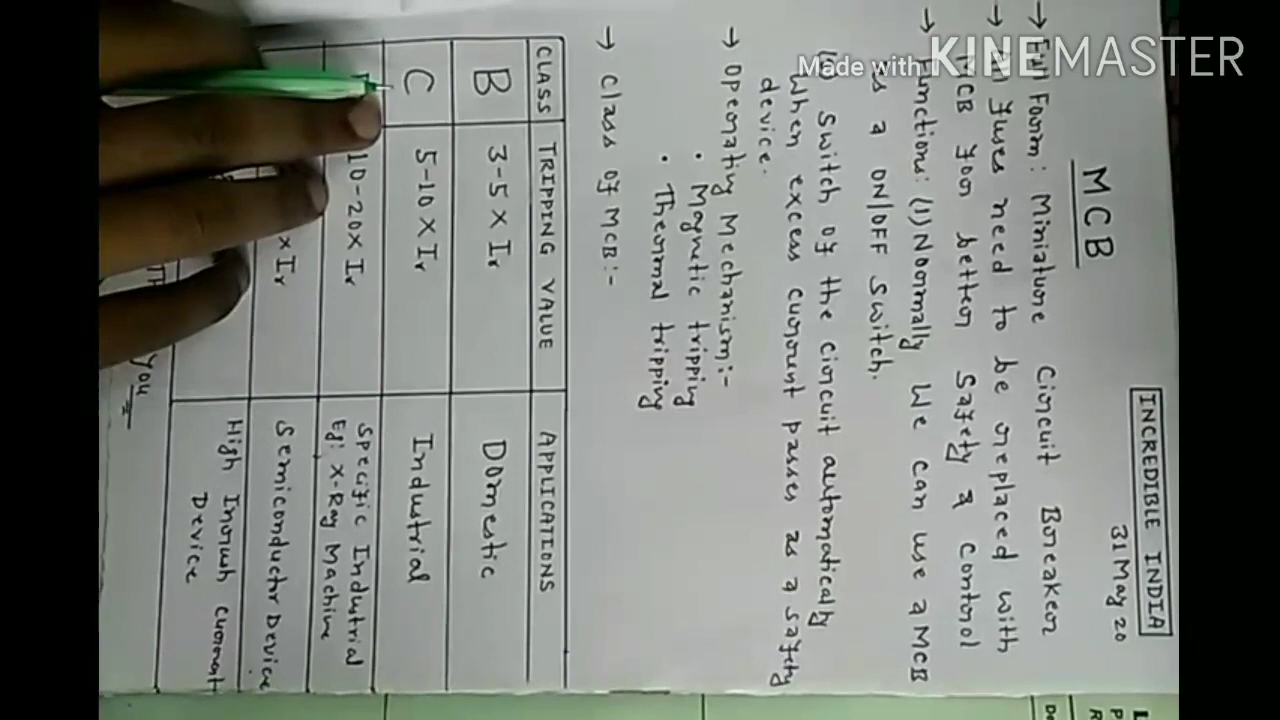 Made with KINEMASTER
INCREDIBLE INDIA
31 May 20
MCB
→ Full Form: Miniature Circuit Breaker
→ All Fuses need to be replaced with
MCB for better Safety & Control
→ Functions: (1) Normally We can use a MCB
as a ON/OFF Switch.
(2) Switch Off the circuit automatically
When excess current passes as a safety
device.
→ Operating Mechanism:-
• Magnetic tripping
• Thermal tripping
→ Class Of MCB:-
CLASS TRIPPING VALUE APPLICATIONS
B 3-5 X Ir Domestic
C 5-10 X Ir Industrial
10-20X Ir Specific Industrial
Eg: X-Ray Machine
X Ir Semiconductr Device
High Inrush Current
Device
you